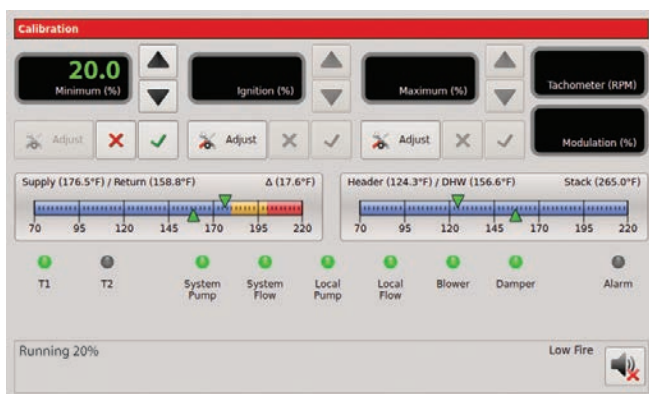 Calibration
20.0
Minimum (%)
Ignition (%)
Maximum (%)
Tachometer (RPM)
Adjust
Adjust
Adjust
Modulation (%)
Supply (176.5°F) / Return (158.8°F) Δ (17.6°F)
Header (124.3°F) / DHW (156.6°F) Stack (265.0°F)
70 95 120 145 170 195 220
70 95 120 145 170 195 220
T1
T2
System Pump
System Flow
Local Pump
Local Flow
Blower
Damper
Alarm
Running 20%
Low Fire